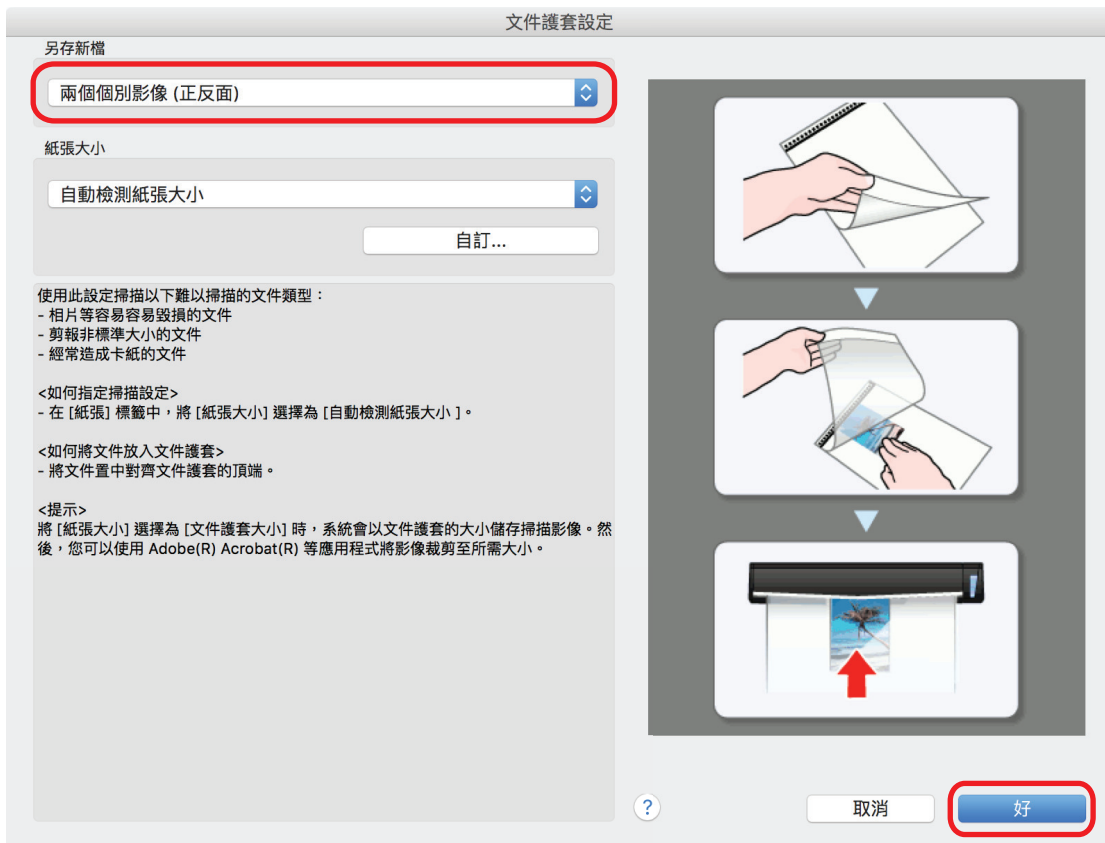 文件護套設定
另存新檔
兩個個別影像 (正反面)
紙張大小
自動檢測紙張大小
自訂...
使用此設定掃描以下難以掃描的文件類型：
- 相片等容易容易毀損的文件
- 剪報非標準大小的文件
- 經常造成卡紙的文件
<如何指定掃描設定>
- 在 [紙張] 標籤中，將 [紙張大小] 選擇為 [自動檢測紙張大小 ]。
<如何將文件放入文件護套>
- 將文件置中對齊文件護套的頂端。
<提示>
將 [紙張大小] 選擇為 [文件護套大小] 時，系統會以文件護套的大小儲存掃描影像。然
後，您可以使用 Adobe(R) Acrobat(R) 等應用程式將影像裁剪至所需大小。
?
取消
好